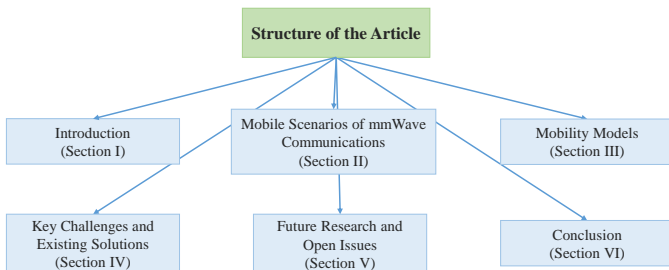 Structure of the Article
Introduction
(Section I)
Mobile Scenarios of mmWave
Communications
(Section II)
Mobility Models
(Section III)
Key Challenges and
Existing Solutions
(Section IV)
Future Research and
Open Issues
(Section V)
Conclusion
(Section VI)